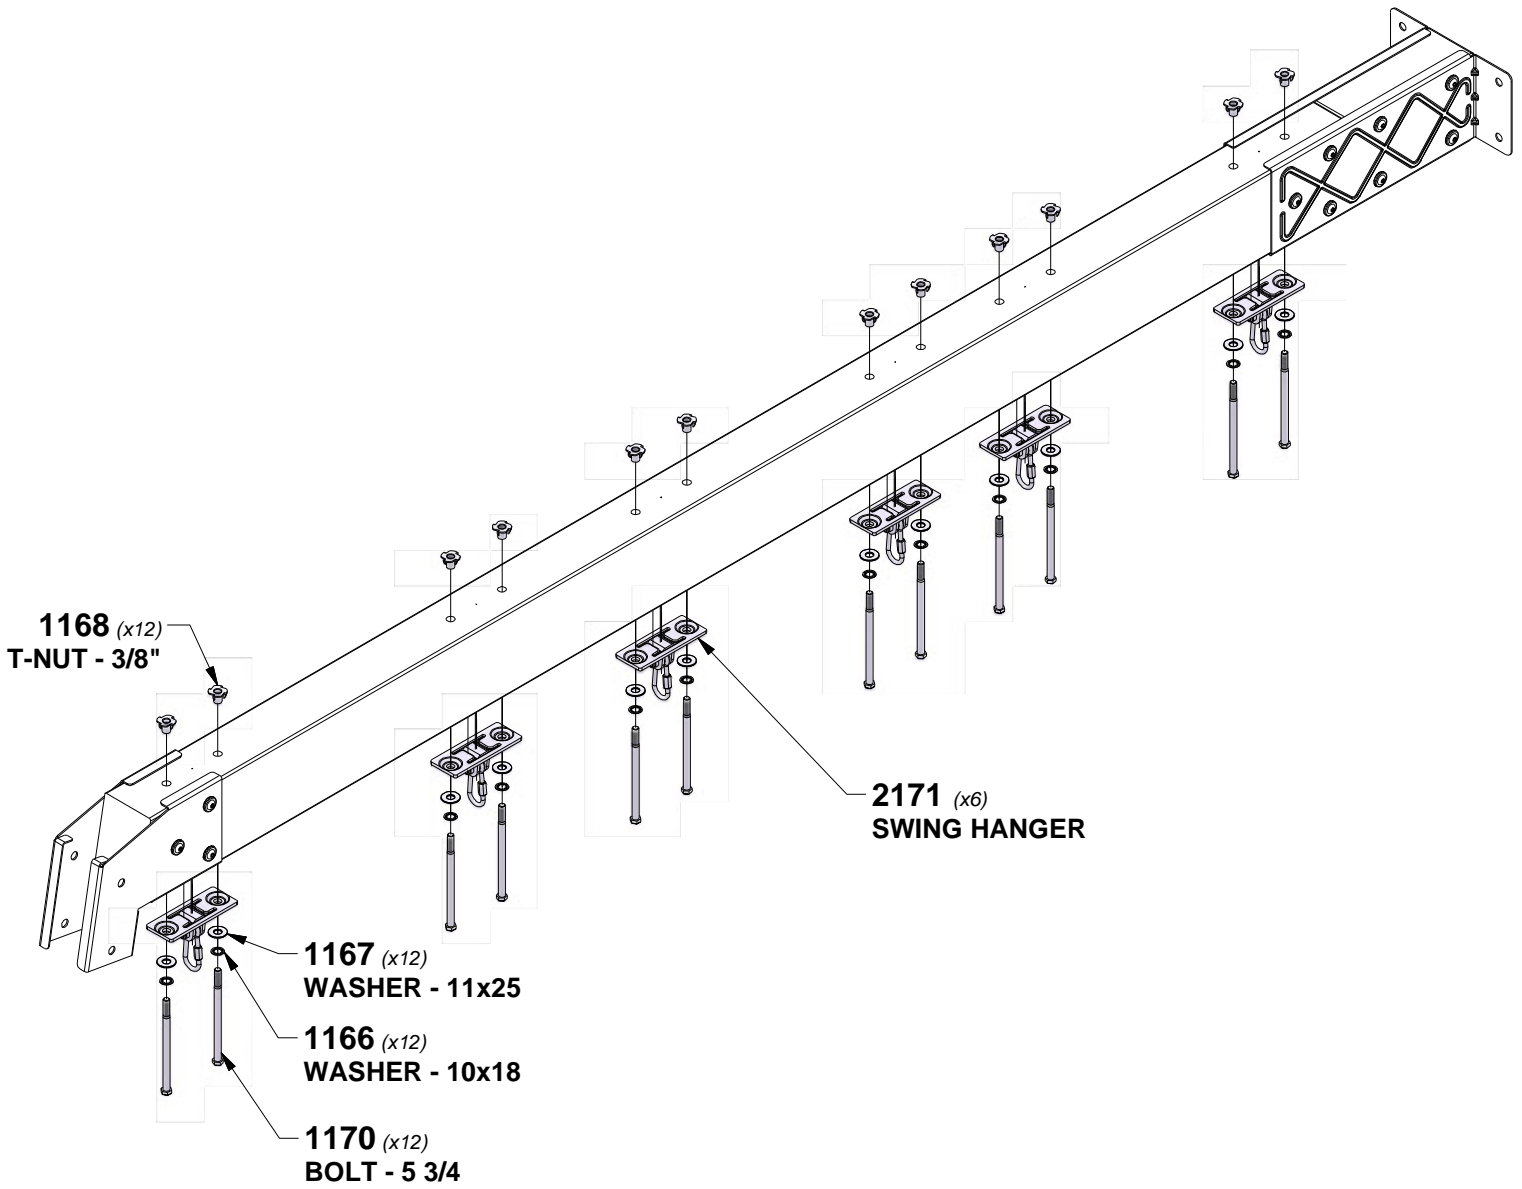 1168 (x12)
T-NUT - 3/8"
2171 (x6)
SWING HANGER
1167 (x12)
WASHER - 11x25
1166 (x12)
WASHER - 10x18
1170 (x12)
BOLT - 5 3/4